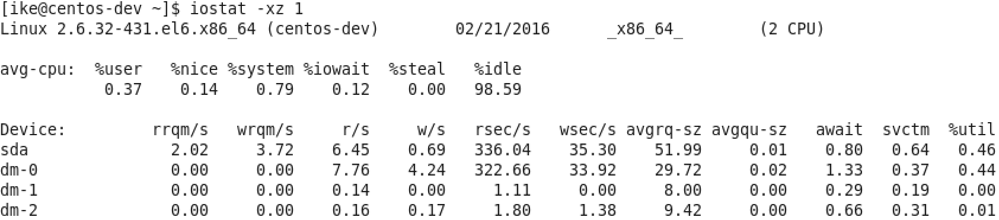 [ike@centos-dev ~]$ iostat -xz 1
Linux 2.6.32-431.el6.x86_64 (centos-dev) 02/21/2016 _x86_64_ (2 CPU)
avg-cpu: %user %nice %system %iowait %steal %idle
0.37 0.14 0.79 0.12 0.00 98.59
Device: rrqm/s wrqm/s r/s w/s rsec/s wsec/s avgrq-sz avgqu-sz await svctm %util
sda 2.02 3.72 6.45 0.69 336.04 35.30 51.99 0.01 0.80 0.64 0.46
dm-0 0.00 0.00 7.76 4.24 322.66 33.92 29.72 0.02 1.33 0.37 0.44
dm-1 0.00 0.00 0.14 0.00 1.11 0.00 8.00 0.00 0.29 0.19 0.00
dm-2 0.00 0.00 0.16 0.17 1.80 1.38 9.42 0.00 0.66 0.31 0.01